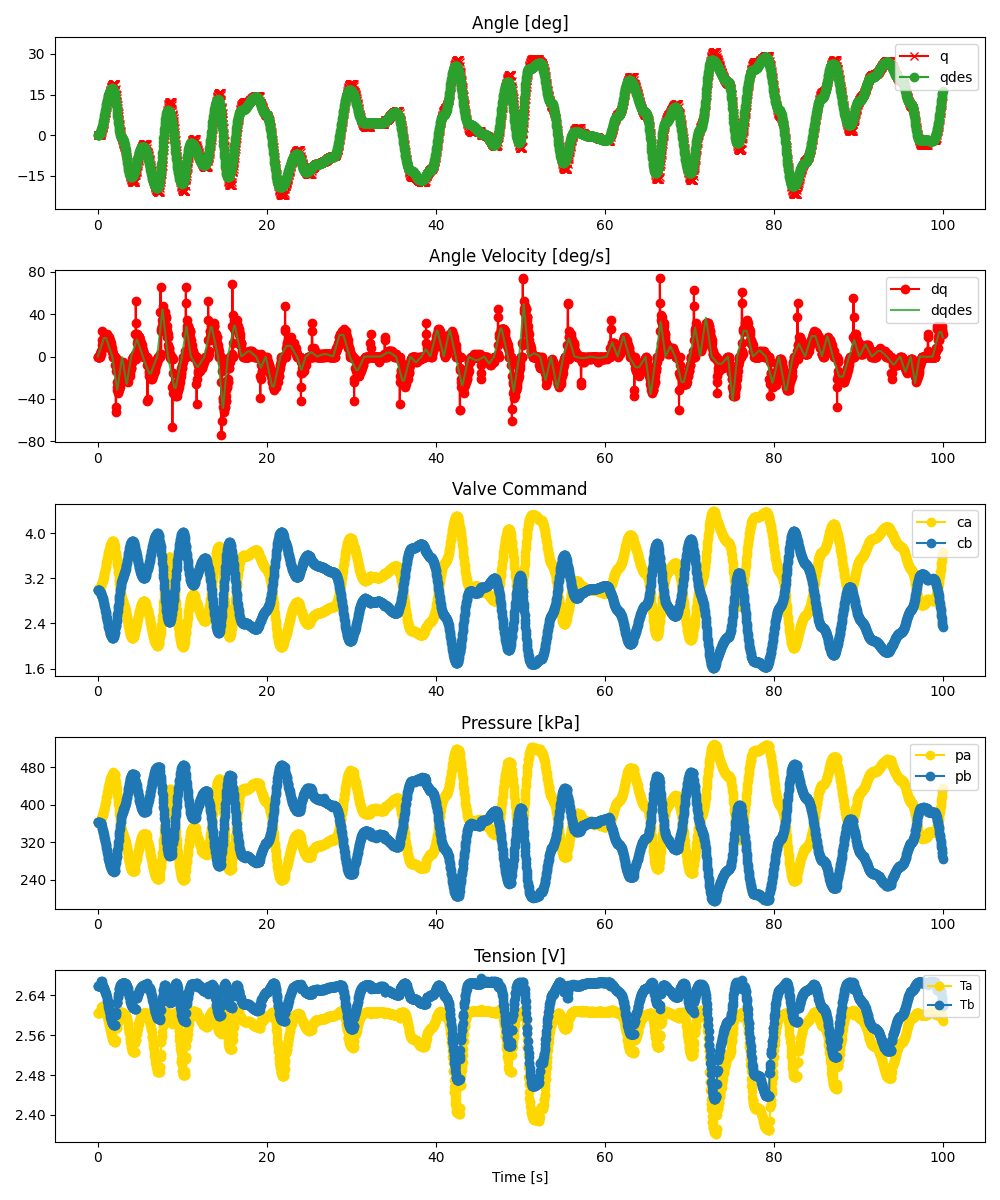 Angle [deg]
30
15
0
−15
q
qdes
0 20 40 60 80 100
Angle Velocity [deg/s]
80
40
0
−40
−80
dq
dqdes
0 20 40 60 80 100
Valve Command
4.0
3.2
2.4
1.6
ca
cb
0 20 40 60 80 100
Pressure [kPa]
480
400
320
240
pa
pb
0 20 40 60 80 100
Tension [V]
2.64
2.56
2.48
2.40
Ta
Tb
0 20 40 60 80 100
Time [s]